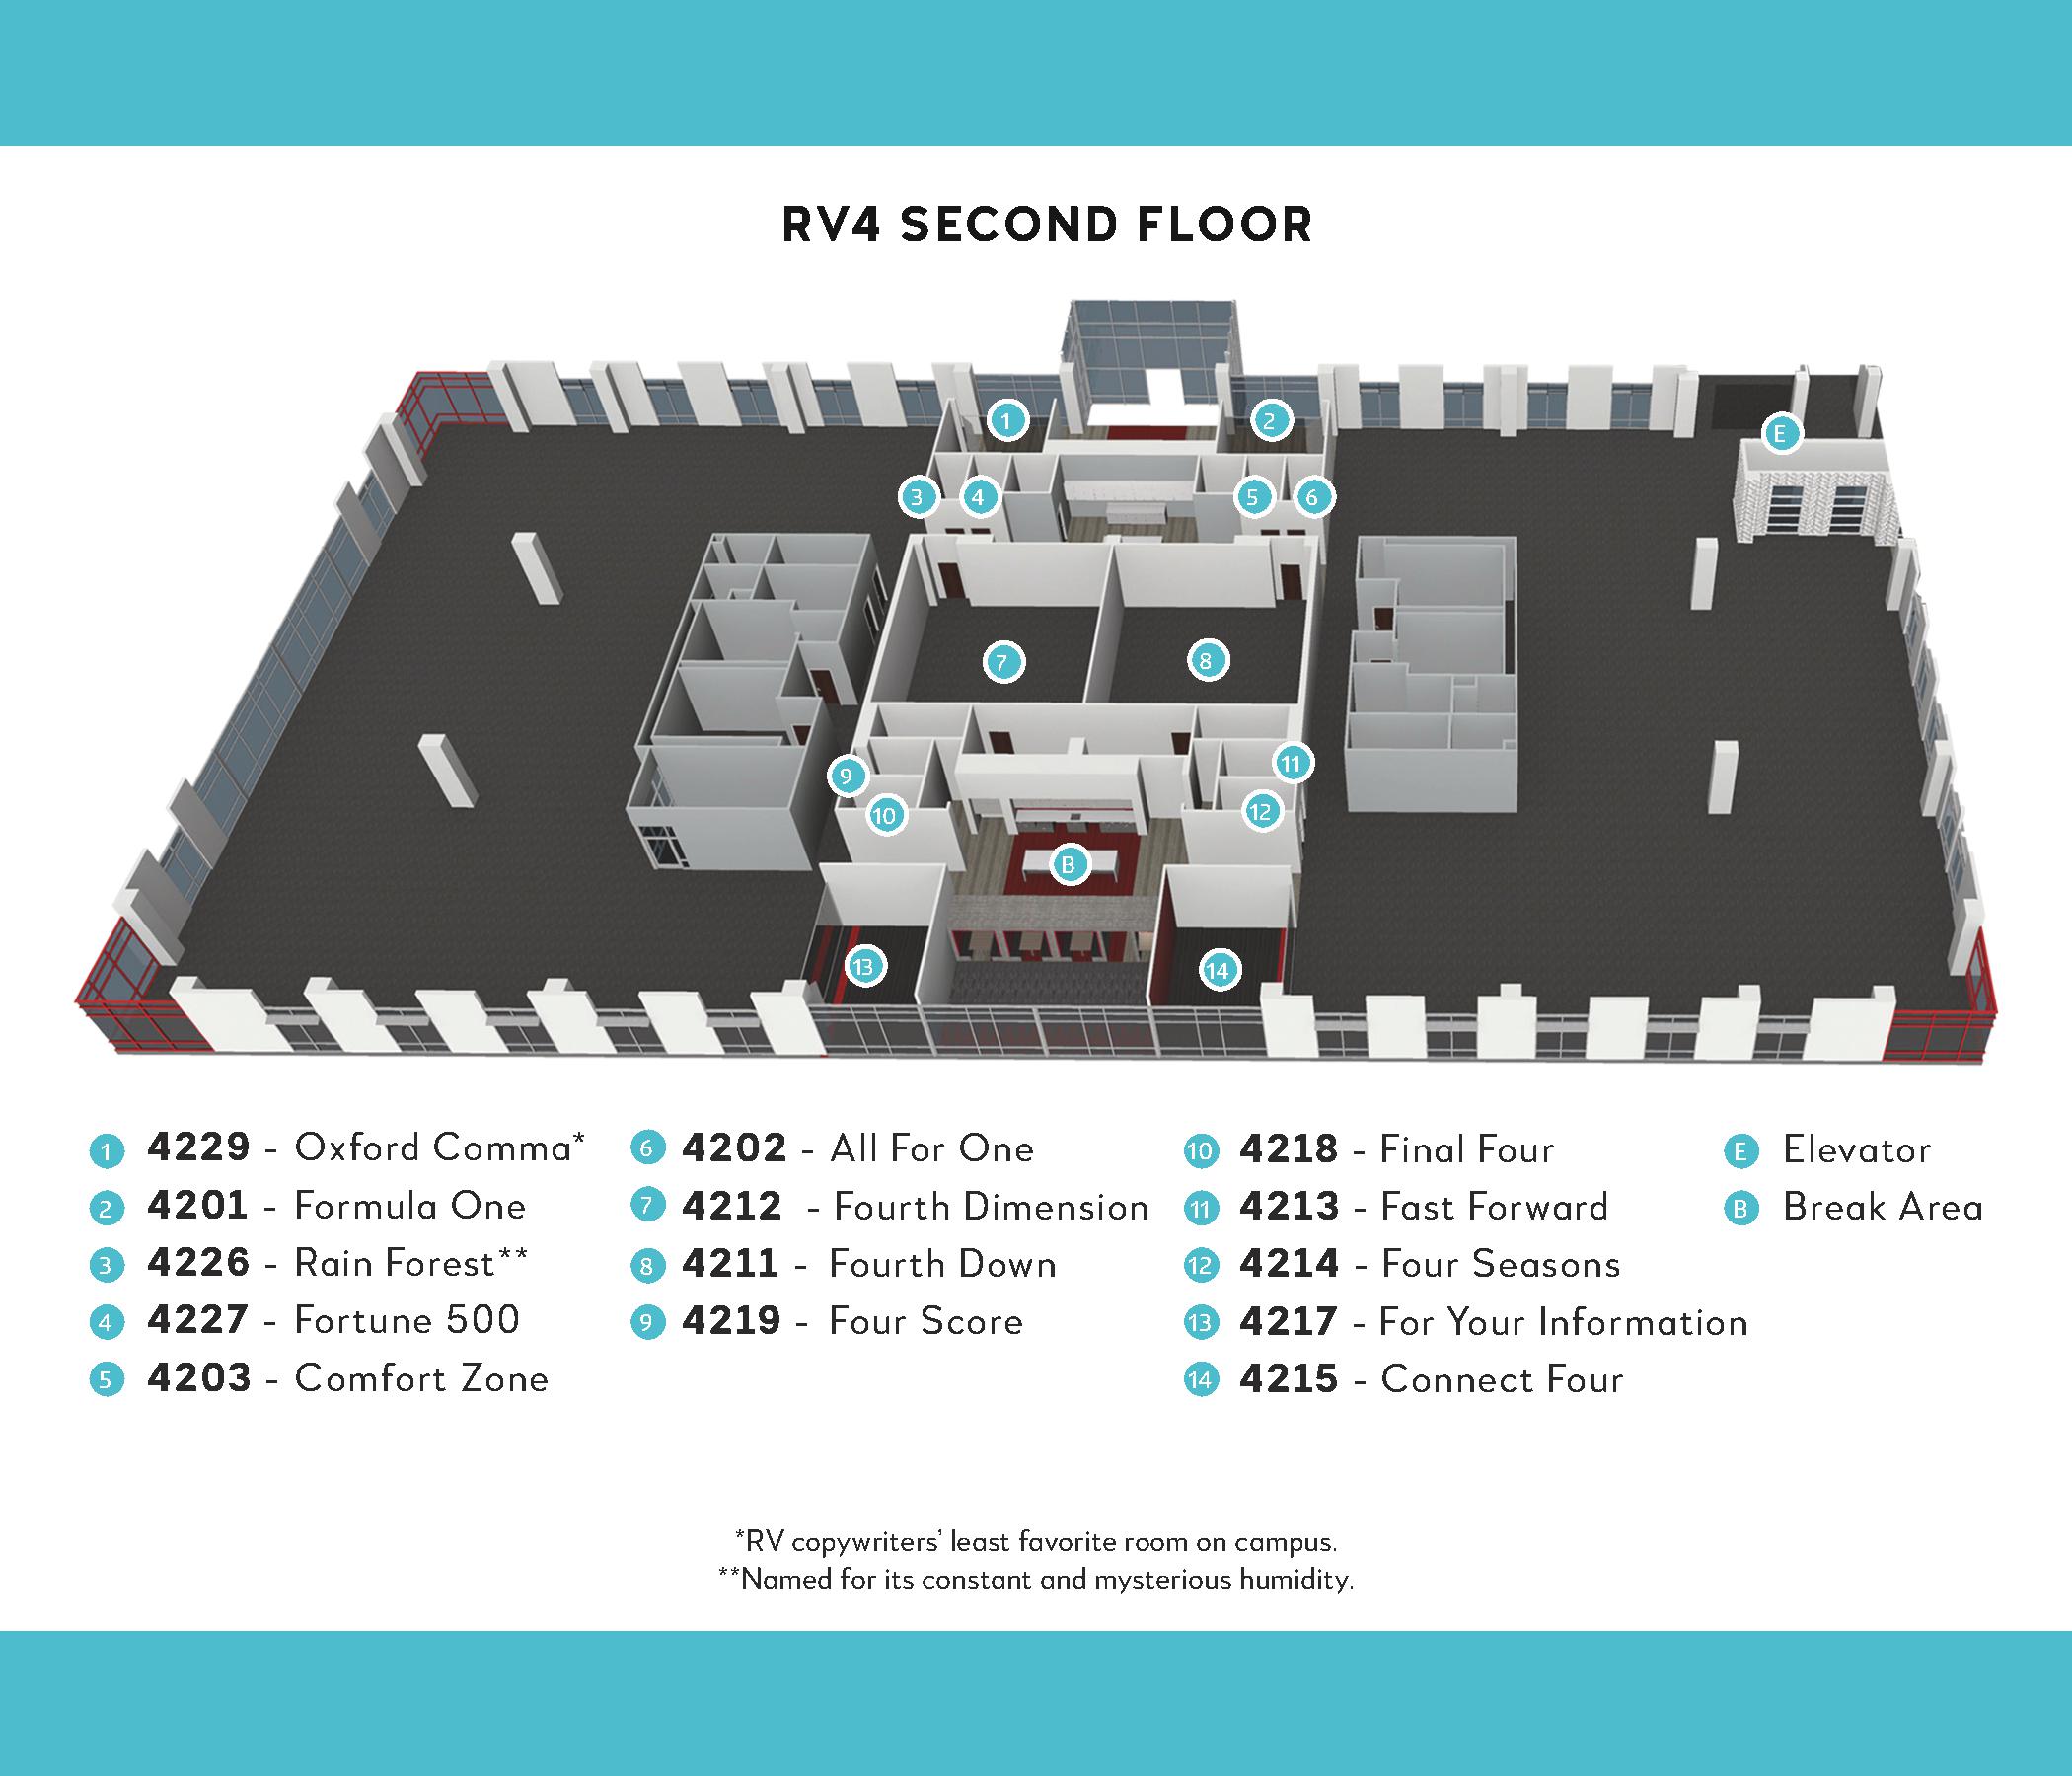 RV4 SECOND FLOOR
1
2
E
3
4
5
6
7
8
9
10
11
12
B
13
14
1 4229 - Oxford Comma*
2 4201 - Formula One
3 4226 - Rain Forest**
4 4227 - Fortune 500
5 4203 - Comfort Zone
6 4202 - All For One
7 4212 - Fourth Dimension
8 4211 - Fourth Down
9 4219 - Four Score
10 4218 - Final Four
11 4213 - Fast Forward
12 4214 - Four Seasons
13 4217 - For Your Information
14 4215 - Connect Four
E Elevator
B Break Area
*RV copywriters' least favorite room on campus.
**Named for its constant and mysterious humidity.